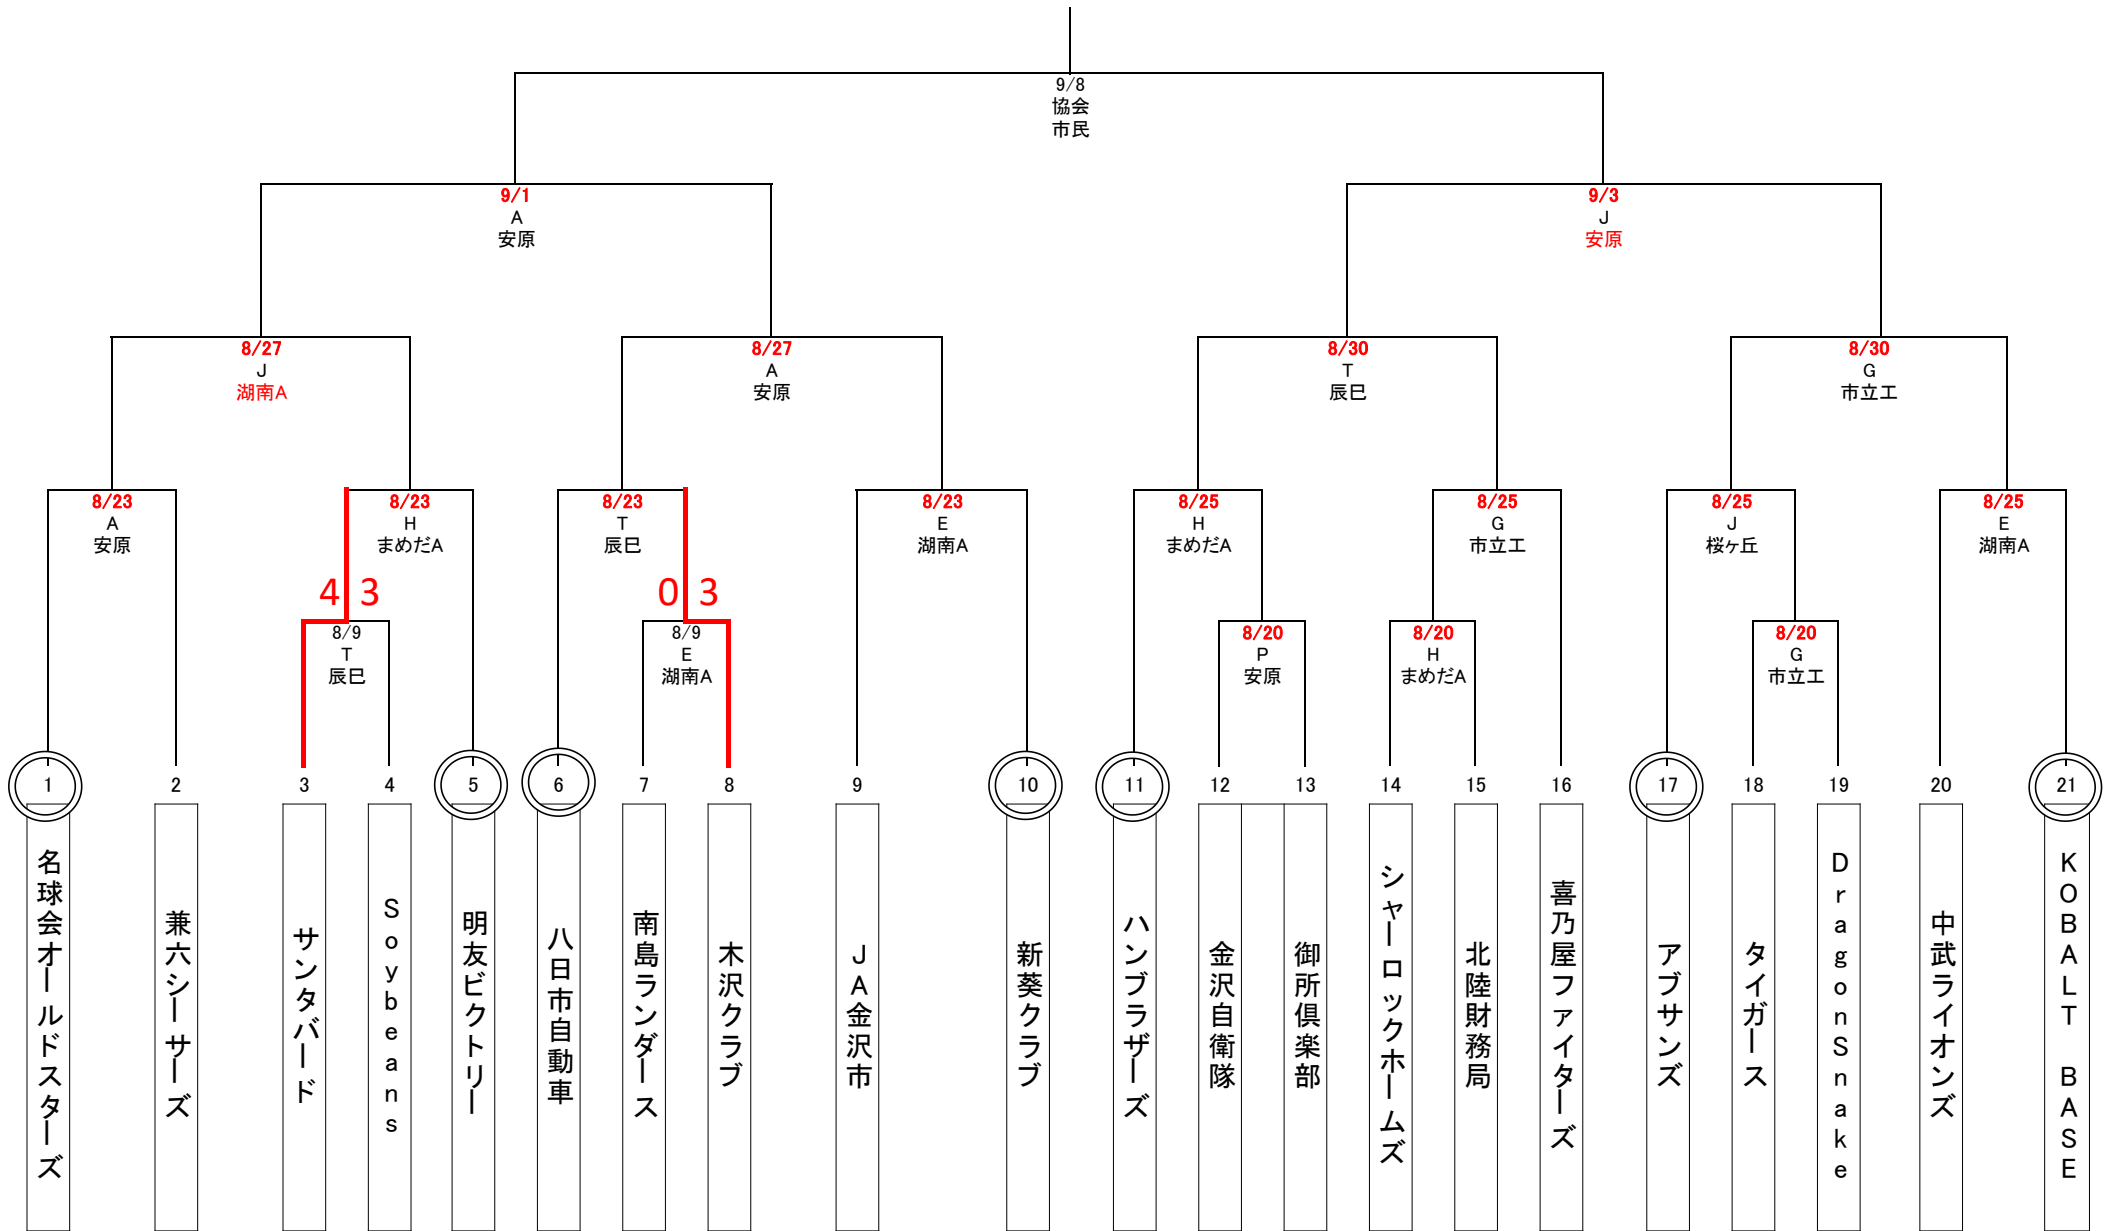 9/8
協会
市民
9/1
A
安原
9/3
J
安原
8/27
J
湖南A
8/27
A
安原
8/30
T
辰巳
8/30
G
市立工
8/23
A
安原
8/23
H
まめだA
8/23
T
辰巳
8/23
E
湖南A
8/25
H
まめだA
8/25
G
市立工
8/25
J
桜ヶ丘
8/25
E
湖南A
4 3
0 3
8/9
T
辰巳
8/9
E
湖南A
8/20
P
安原
8/20
H
まめだA
8/20
G
市立工
1 2 3 4 5 6 7 8 9 10 11 12 13 14 15 16 17 18 19 20 21
名球会オールドスターズ
兼六シーサーズ
サンタバード
Soybeans
明友ビクトリー
八日市自動車
南島ランダース
木沢クラブ
JA金沢市
新葵クラブ
ハンブラザーズ
金沢自衛隊
御所倶楽部
シャーロックホームズ
北陸財務局
喜乃屋ファイターズ
アブサンズ
タイガース
DragonSnake
中武ライオンズ
KOBALT BASE